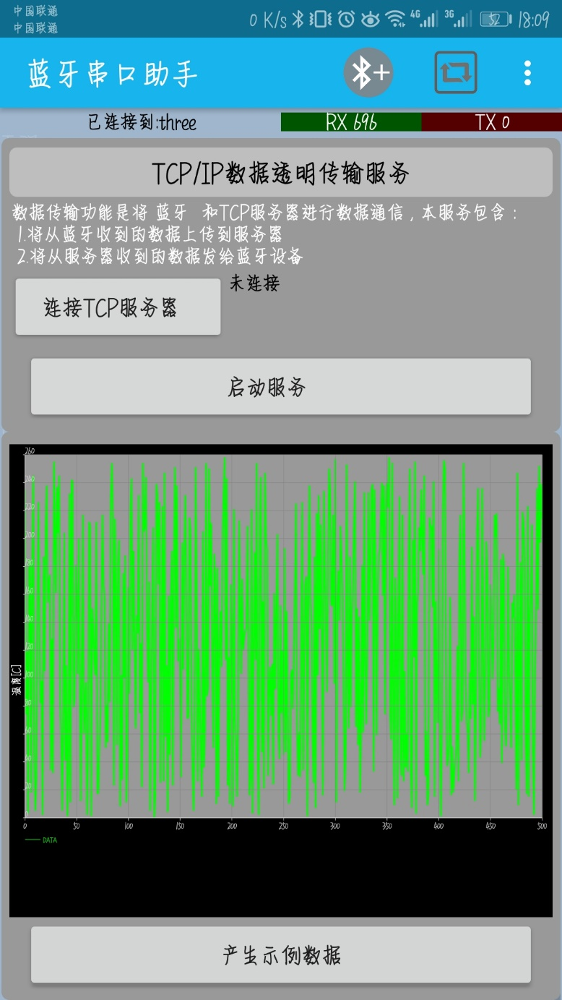 中国联通
中国联通
0 K/s 4G 3G 52 18:09
蓝牙串口助手
已连接到:three RX 696 TX 0
TCP/IP数据透明传输服务
数据传输功能是将 蓝牙 和TCP服务器进行数据通信，本服务包含：
1.将从蓝牙收到的数据上传到服务器
2.将从服务器收到的数据发给蓝牙设备
未连接
连接TCP服务器
启动服务
260
240
220
200
180
160
140
120
100
80
60
40
20
0
温度[C]
0 50 100 150 200 250 300 350 400 450 500
DATA
产生示例数据